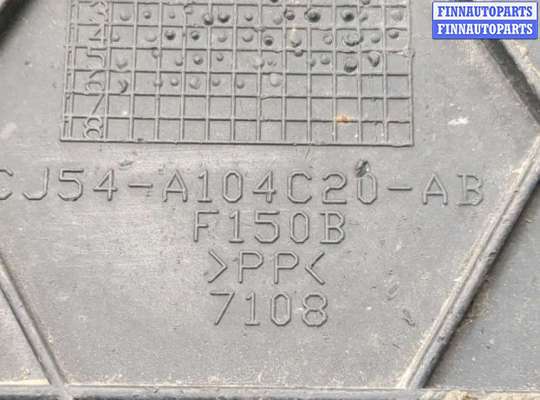 FINNAUTOPARTS
FINNAUTOPARTS
CJ54-A104C20-AB
F150B
>PP<
7108